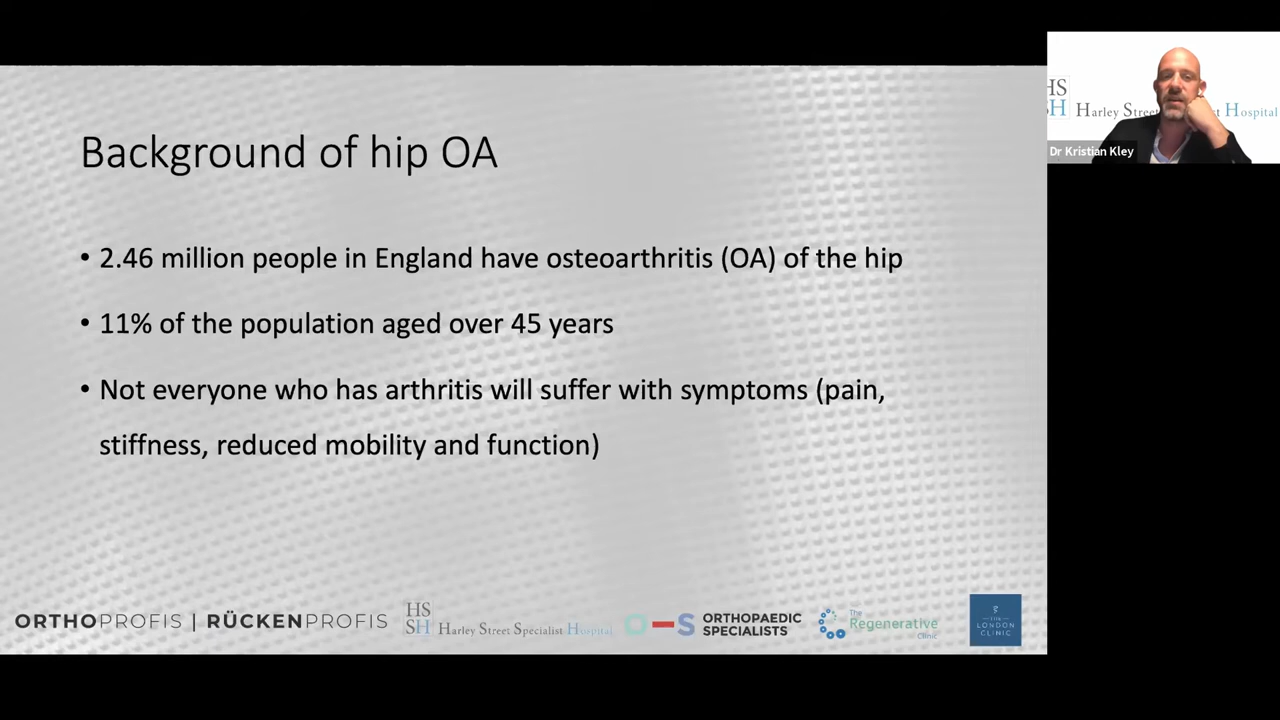 Background of hip OA
• 2.46 million people in England have osteoarthritis (OA) of the hip
• 11% of the population aged over 45 years
• Not everyone who has arthritis will suffer with symptoms (pain,
stiffness, reduced mobility and function)
HS
SH Harley Street st Hospital
Dr Kristian Kley
ORTHOPROFIS | RÜCKENPROFIS
HS
SH Harley Street Specialist Hospital
O–S ORTHOPAEDIC
SPECIALISTS
The
Regenerative
Clinic
THE
LONDON
CLINIC